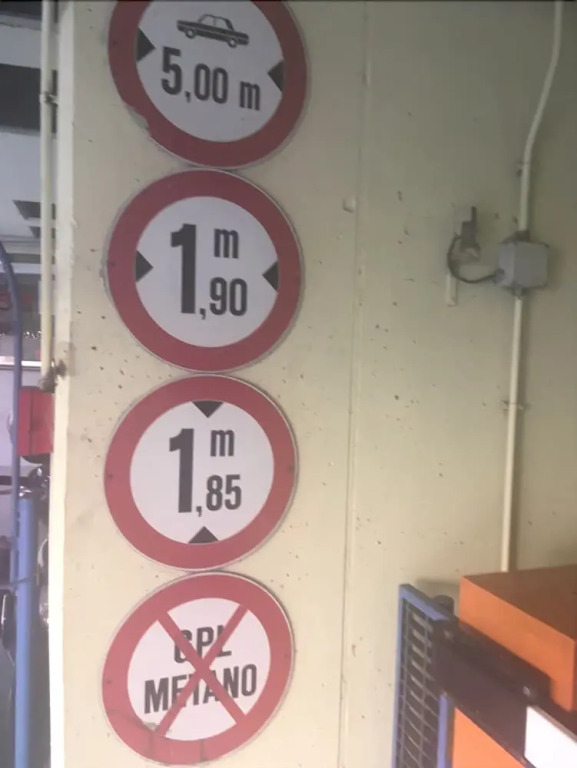 5,00 m
1,90 m
1,85 m
GPL
METANO